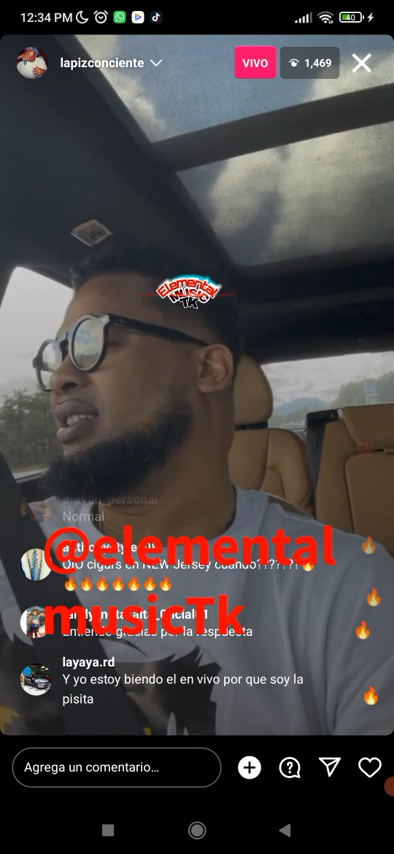 12:34 PM
40
lapizconciente
VIVO
1,469
Elemental
MUSIC
TK
Normal
@elemental
UIO cigars en NEW Jersey cuando??????🔥
🔥🔥🔥🔥🔥🔥🔥
musicTk
Entiendo gracias por la respuesta
layaya.rd
Y yo estoy biendo el en vivo por que soy la
pisita
Agrega un comentario...